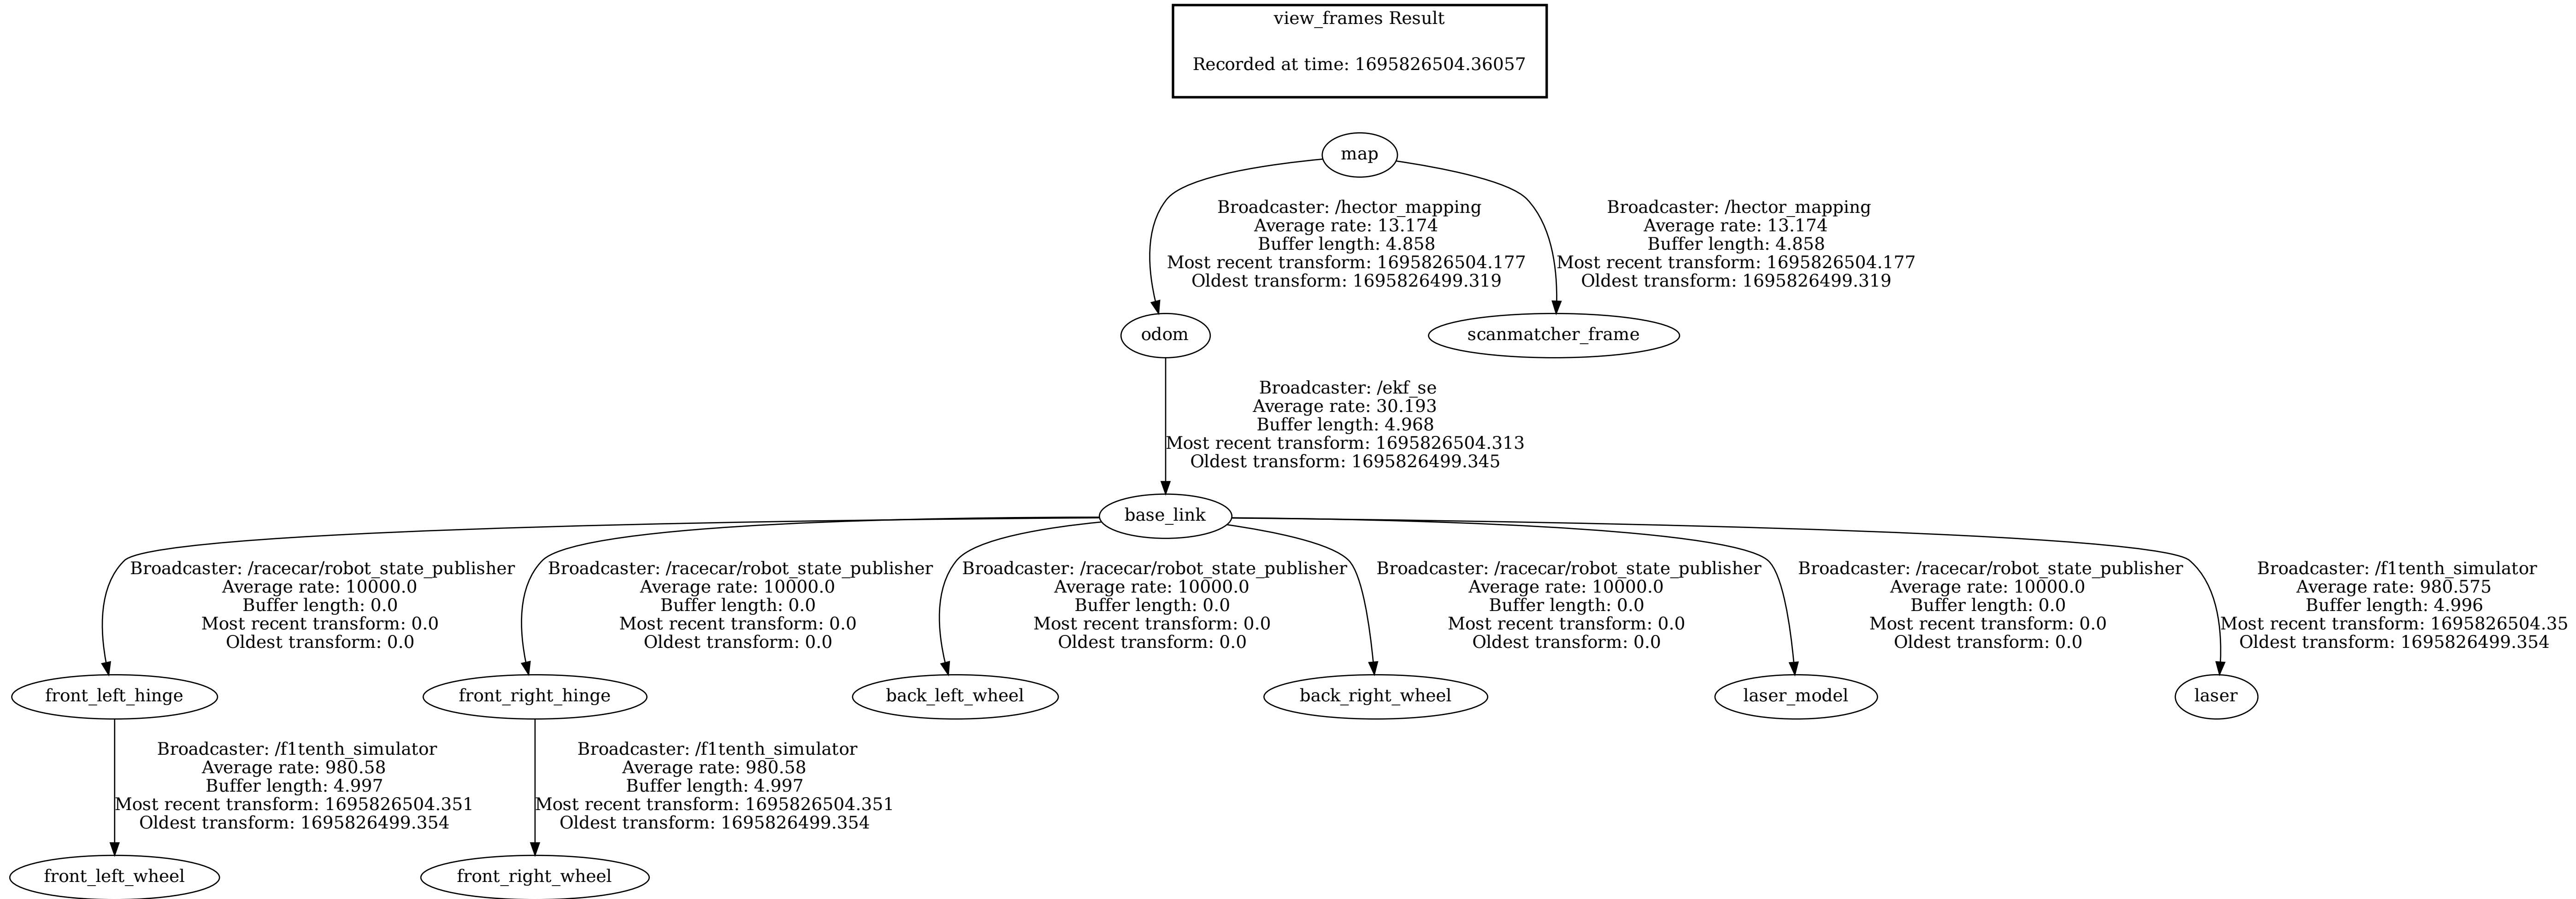 view_frames Result
Recorded at time: 1695826504.36057
map
Broadcaster: /hector_mapping
Average rate: 13.174
Buffer length: 4.858
Most recent transform: 1695826504.177
Oldest transform: 1695826499.319
Broadcaster: /hector_mapping
Average rate: 13.174
Buffer length: 4.858
Most recent transform: 1695826504.177
Oldest transform: 1695826499.319
odom
scanmatcher_frame
Broadcaster: /ekf_se
Average rate: 30.193
Buffer length: 4.968
Most recent transform: 1695826504.313
Oldest transform: 1695826499.345
base_link
Broadcaster: /racecar/robot_state_publisher
Average rate: 10000.0
Buffer length: 0.0
Most recent transform: 0.0
Oldest transform: 0.0
Broadcaster: /racecar/robot_state_publisher
Average rate: 10000.0
Buffer length: 0.0
Most recent transform: 0.0
Oldest transform: 0.0
Broadcaster: /racecar/robot_state_publisher
Average rate: 10000.0
Buffer length: 0.0
Most recent transform: 0.0
Oldest transform: 0.0
Broadcaster: /racecar/robot_state_publisher
Average rate: 10000.0
Buffer length: 0.0
Most recent transform: 0.0
Oldest transform: 0.0
Broadcaster: /racecar/robot_state_publisher
Average rate: 10000.0
Buffer length: 0.0
Most recent transform: 0.0
Oldest transform: 0.0
Broadcaster: /f1tenth_simulator
Average rate: 980.575
Buffer length: 4.996
Most recent transform: 1695826504.35
Oldest transform: 1695826499.354
front_left_hinge
front_right_hinge
back_left_wheel
back_right_wheel
laser_model
laser
Broadcaster: /f1tenth_simulator
Average rate: 980.58
Buffer length: 4.997
Most recent transform: 1695826504.351
Oldest transform: 1695826499.354
Broadcaster: /f1tenth_simulator
Average rate: 980.58
Buffer length: 4.997
Most recent transform: 1695826504.351
Oldest transform: 1695826499.354
front_left_wheel
front_right_wheel